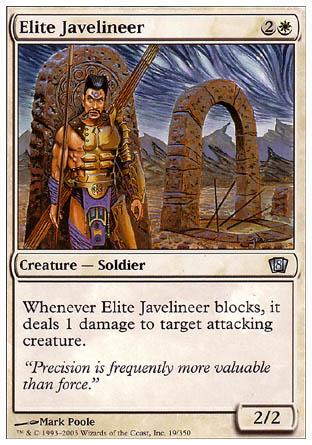 Elite Javelineer 2
Creature — Soldier 8
Whenever Elite Javelineer blocks, it
deals 1 damage to target attacking
creature.
“Precision is frequently more valuable
than force.”
Mark Poole
™ & © 1993–2003 Wizards of the Coast, Inc. 19/350
2/2